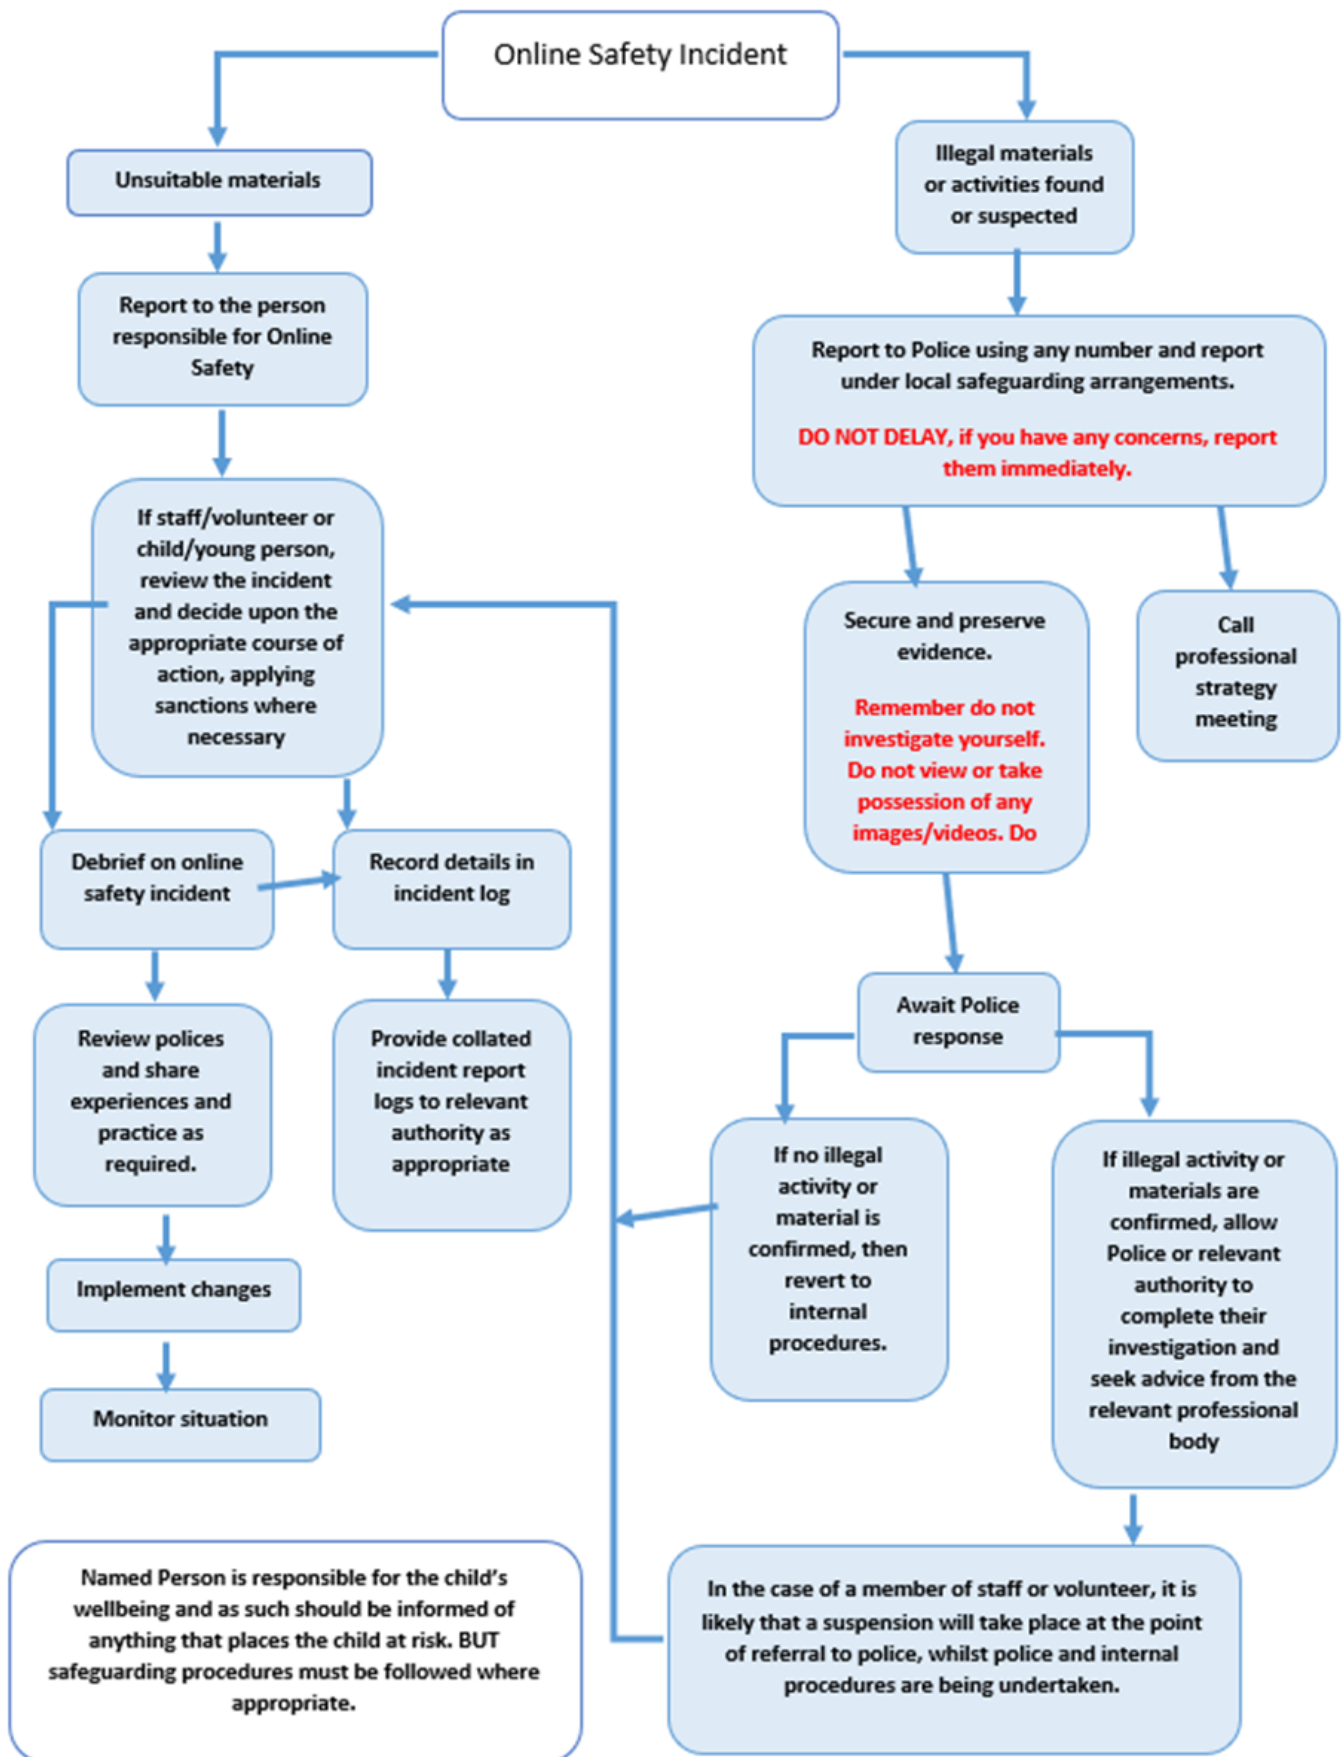 Online Safety Incident
Unsuitable materials
Illegal materials
or activities found
or suspected
Report to the person
responsible for Online
Safety
Report to Police using any number and report
under local safeguarding arrangements.
DO NOT DELAY, if you have any concerns, report
them immediately.
If staff/volunteer or
child/young person,
review the incident
and decide upon the
appropriate course of
action, applying
sanctions where
necessary
Secure and preserve
evidence.
Remember do not
investigate yourself.
Do not view or take
possession of any
images/videos. Do
Call
professional
strategy
meeting
Debrief on online
safety incident
Record details in
incident log
Review polices
and share
experiences and
practice as
required.
Provide collated
incident report
logs to relevant
authority as
appropriate
Await Police
response
If no illegal
activity or
material is
confirmed, then
revert to
internal
procedures.
If illegal activity or
materials are
confirmed, allow
Police or relevant
authority to
complete their
investigation and
seek advice from the
relevant professional
body
Implement changes
Monitor situation
Named Person is responsible for the child's
wellbeing and as such should be informed of
anything that places the child at risk. BUT
safeguarding procedures must be followed where
appropriate.
In the case of a member of staff or volunteer, it is
likely that a suspension will take place at the point
of referral to police, whilst police and internal
procedures are being undertaken.